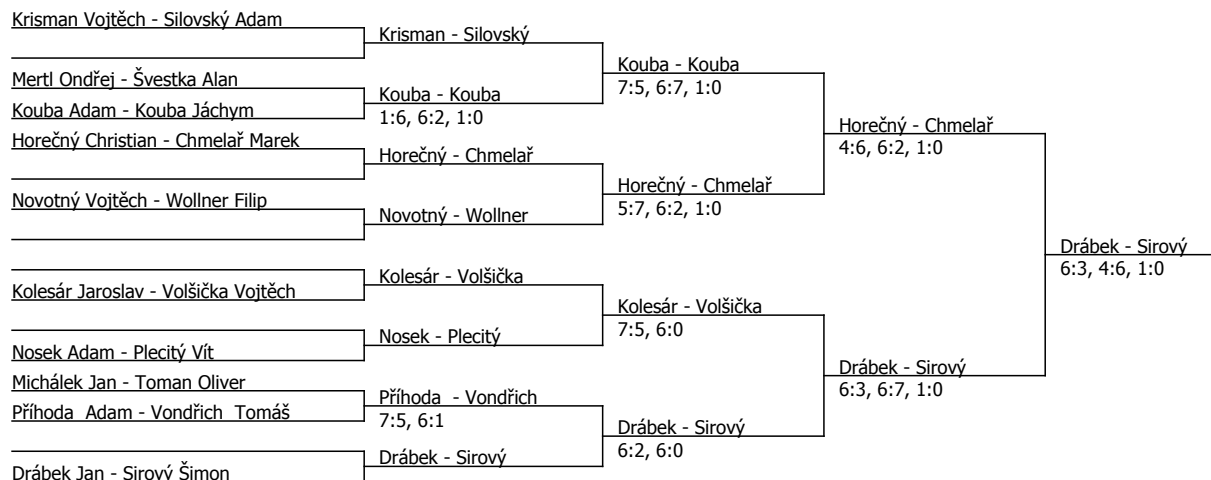 Krisman Vojtěch - Silovský Adam
Mertl Ondřej - Švestka Alan
Kouba Adam - Kouba Jáchym
Horečný Christian - Chmelař Marek
Novotný Vojtěch - Wollner Filip
Kolesár Jaroslav - Volšička Vojtěch
Nosek Adam - Plecitý Vít
Michálek Jan - Toman Oliver
Příhoda Adam - Vondřich Tomáš
Drábek Jan - Sirový Šimon
Krisman - Silovský
Kouba - Kouba
1:6, 6:2, 1:0
Horečný - Chmelař
Novotný - Wollner
Kolesár - Volšička
Nosek - Plecitý
Příhoda - Vondřich
7:5, 6:1
Drábek - Sirový
Kouba - Kouba
7:5, 6:7, 1:0
Horečný - Chmelař
5:7, 6:2, 1:0
Kolesár - Volšička
7:5, 6:0
Drábek - Sirový
6:2, 6:0
Horečný - Chmelař
4:6, 6:2, 1:0
Drábek - Sirový
6:3, 6:7, 1:0
Drábek - Sirový
6:3, 4:6, 1:0